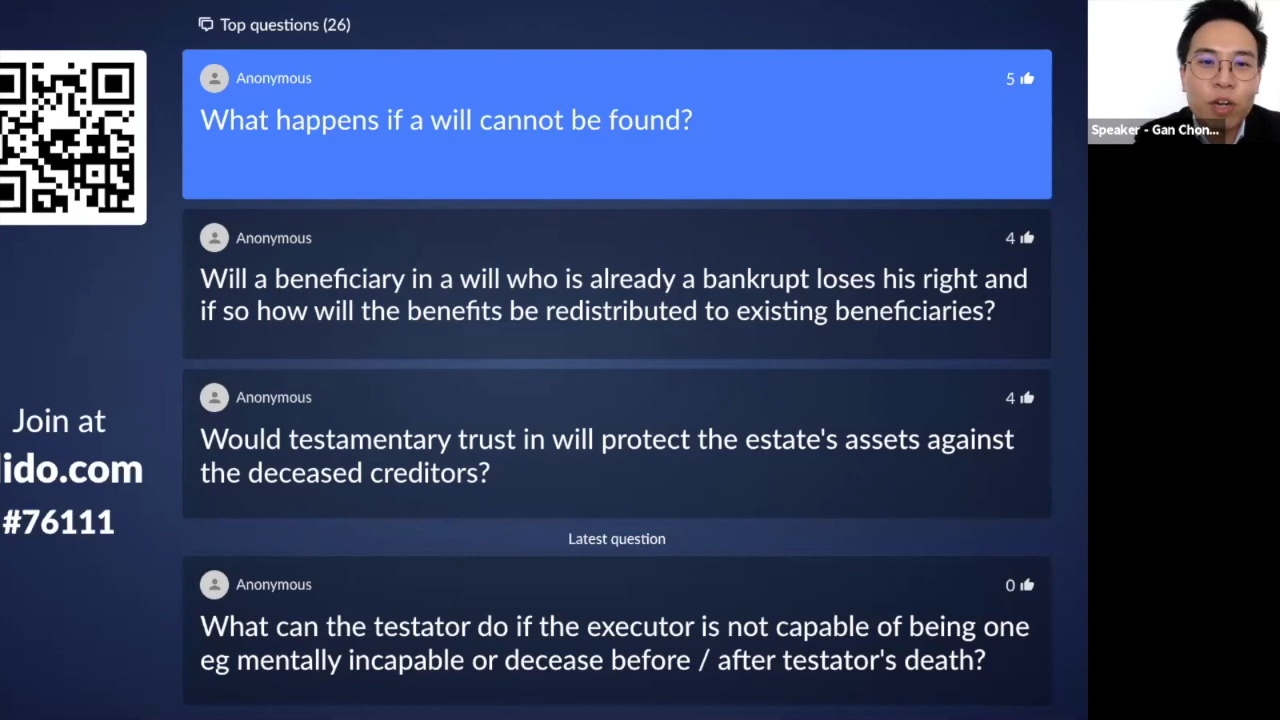 Top questions (26)
Anonymous
5
What happens if a will cannot be found?
Anonymous
4
Will a beneficiary in a will who is already a bankrupt loses his right and
if so how will the benefits be redistributed to existing beneficiaries?
Anonymous
4
Would testamentary trust in will protect the estate's assets against
the deceased creditors?
Latest question
Anonymous
0
What can the testator do if the executor is not capable of being one
eg mentally incapable or decease before / after testator's death?
Join at
lido.com
#76111
Speaker - Gan Chon...